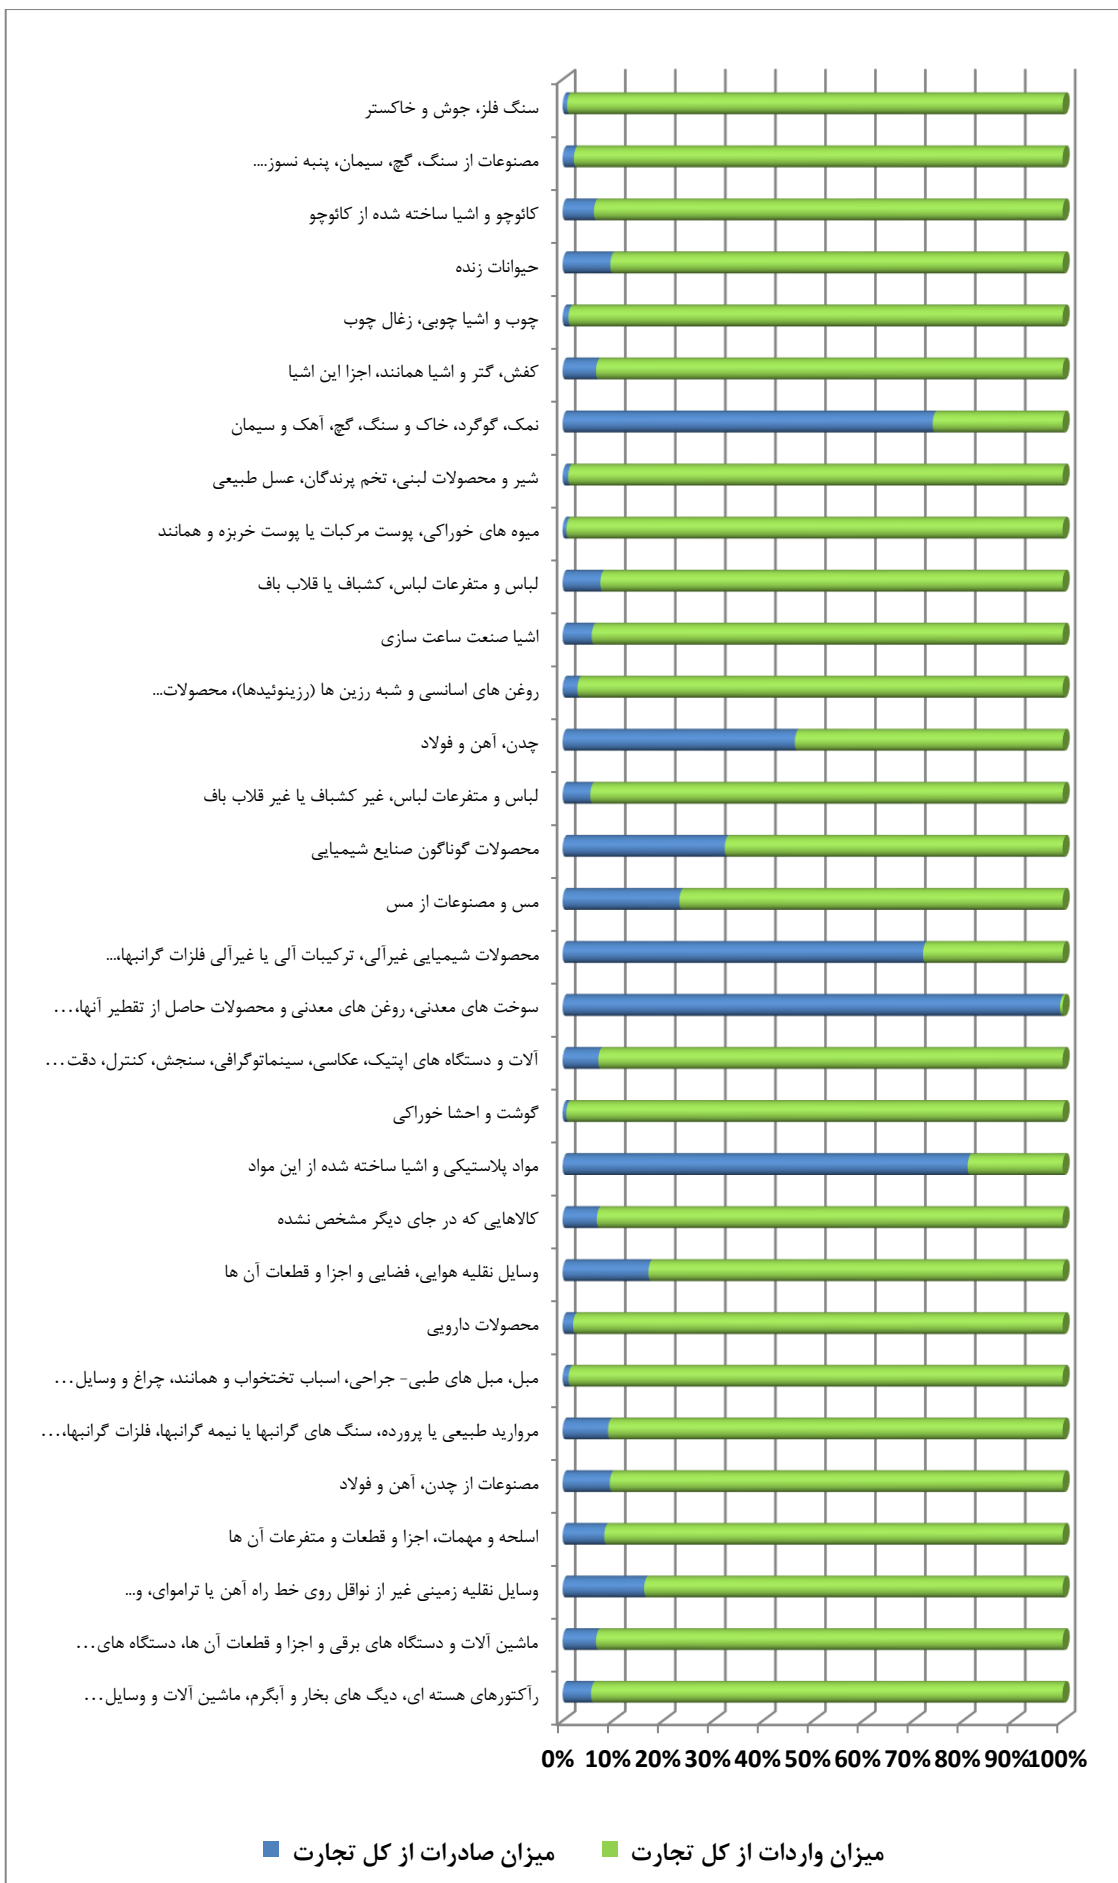 سنگ فلز، جوش و خاکستر
مصنوعات از سنگ، گچ، سیمان، پنبه نسوز....
کائوچو و اشیا ساخته شده از کائوچو
حیوانات زنده
چوب و اشیا چوبی، زغال چوب
کفش، گتر و اشیا همانند، اجزا این اشیا
نمک، گوگرد، خاک و سنگ، گچ، آهک و سیمان
شیر و محصولات لبنی، تخم پرندگان، عسل طبیعی
میوه های خوراکی، پوست مرکبات یا پوست خربزه و همانند
لباس و متفرعات لباس، کشباف یا قلاب باف
اشیا صنعت ساعت سازی
روغن های اسانسی و شبه رزین ها (رزینوئیدها)، محصولات...
چدن، آهن و فولاد
لباس و متفرعات لباس، غیر کشباف یا غیر قلاب باف
محصولات گوناگون صنایع شیمیایی
مس و مصنوعات از مس
محصولات شیمیایی غیرآلی، ترکیبات آلی یا غیرآلی فلزات گرانبها،...
سوخت های معدنی، روغن های معدنی و محصولات حاصل از تقطیر آنها،...
آلات و دستگاه های اپتیک، عکاسی، سینماتوگرافی، سنجش، کنترل، دقت...
گوشت و احشا خوراکی
مواد پلاستیکی و اشیا ساخته شده از این مواد
کالاهایی که در جای دیگر مشخص نشده
وسایل نقلیه هوایی، فضایی و اجزا و قطعات آن ها
محصولات دارویی
مبل، مبل های طبی- جراحی، اسباب تختخواب و همانند، چراغ و وسایل...
مروارید طبیعی یا پرورده، سنگ های گرانبها یا نیمه گرانبها، فلزات گرانبها،...
مصنوعات از چدن، آهن و فولاد
اسلحه و مهمات، اجزا و قطعات و متفرعات آن ها
وسایل نقلیه زمینی غیر از نواقل روی خط راه آهن یا تراموای، و...
ماشین آلات و دستگاه های برقی و اجزا و قطعات آن ها، دستگاه های...
رآکتورهای هسته ای، دیگ های بخار و آبگرم، ماشین آلات و وسایل...
0% 10% 20% 30% 40% 50% 60% 70% 80% 90% 100%
میزان صادرات از کل تجارت میزان واردات از کل تجارت